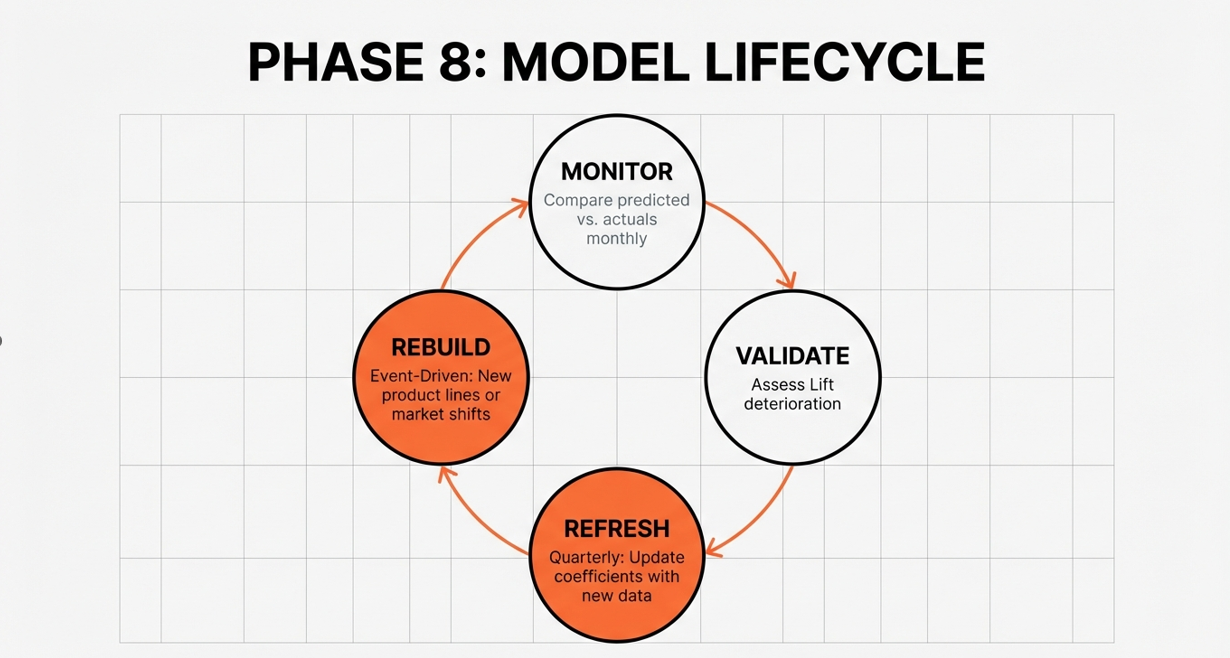 PHASE 8: MODEL LIFECYCLE
MONITOR
Compare predicted
vs. actuals
monthly
VALIDATE
Assess Lift
deterioration
REFRESH
Quarterly: Update
coefficients with
new data
REBUILD
Event-Driven: New
product lines or
market shifts